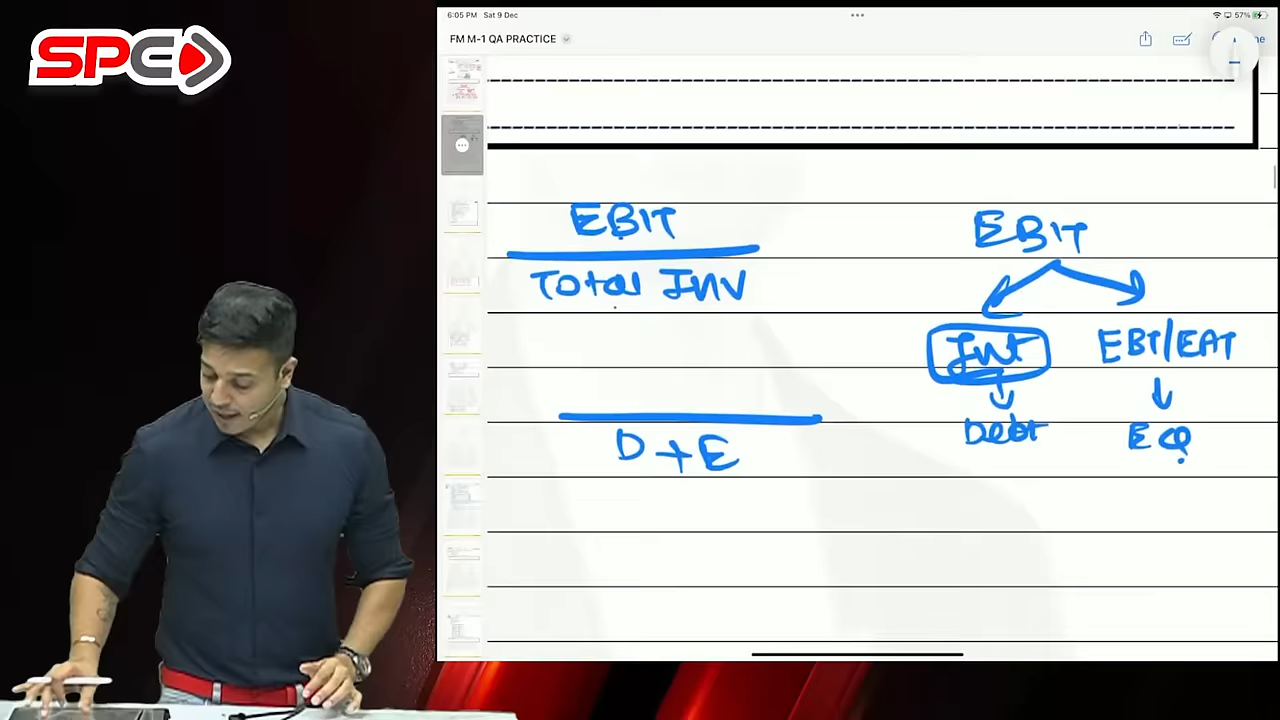 SPC
6:05 PM Sat 9 Dec
57%
FM M-1 QA PRACTICE
EBIT
Total INV
D + E
EBIT
Int
EBT/EAT
Debt
EQ